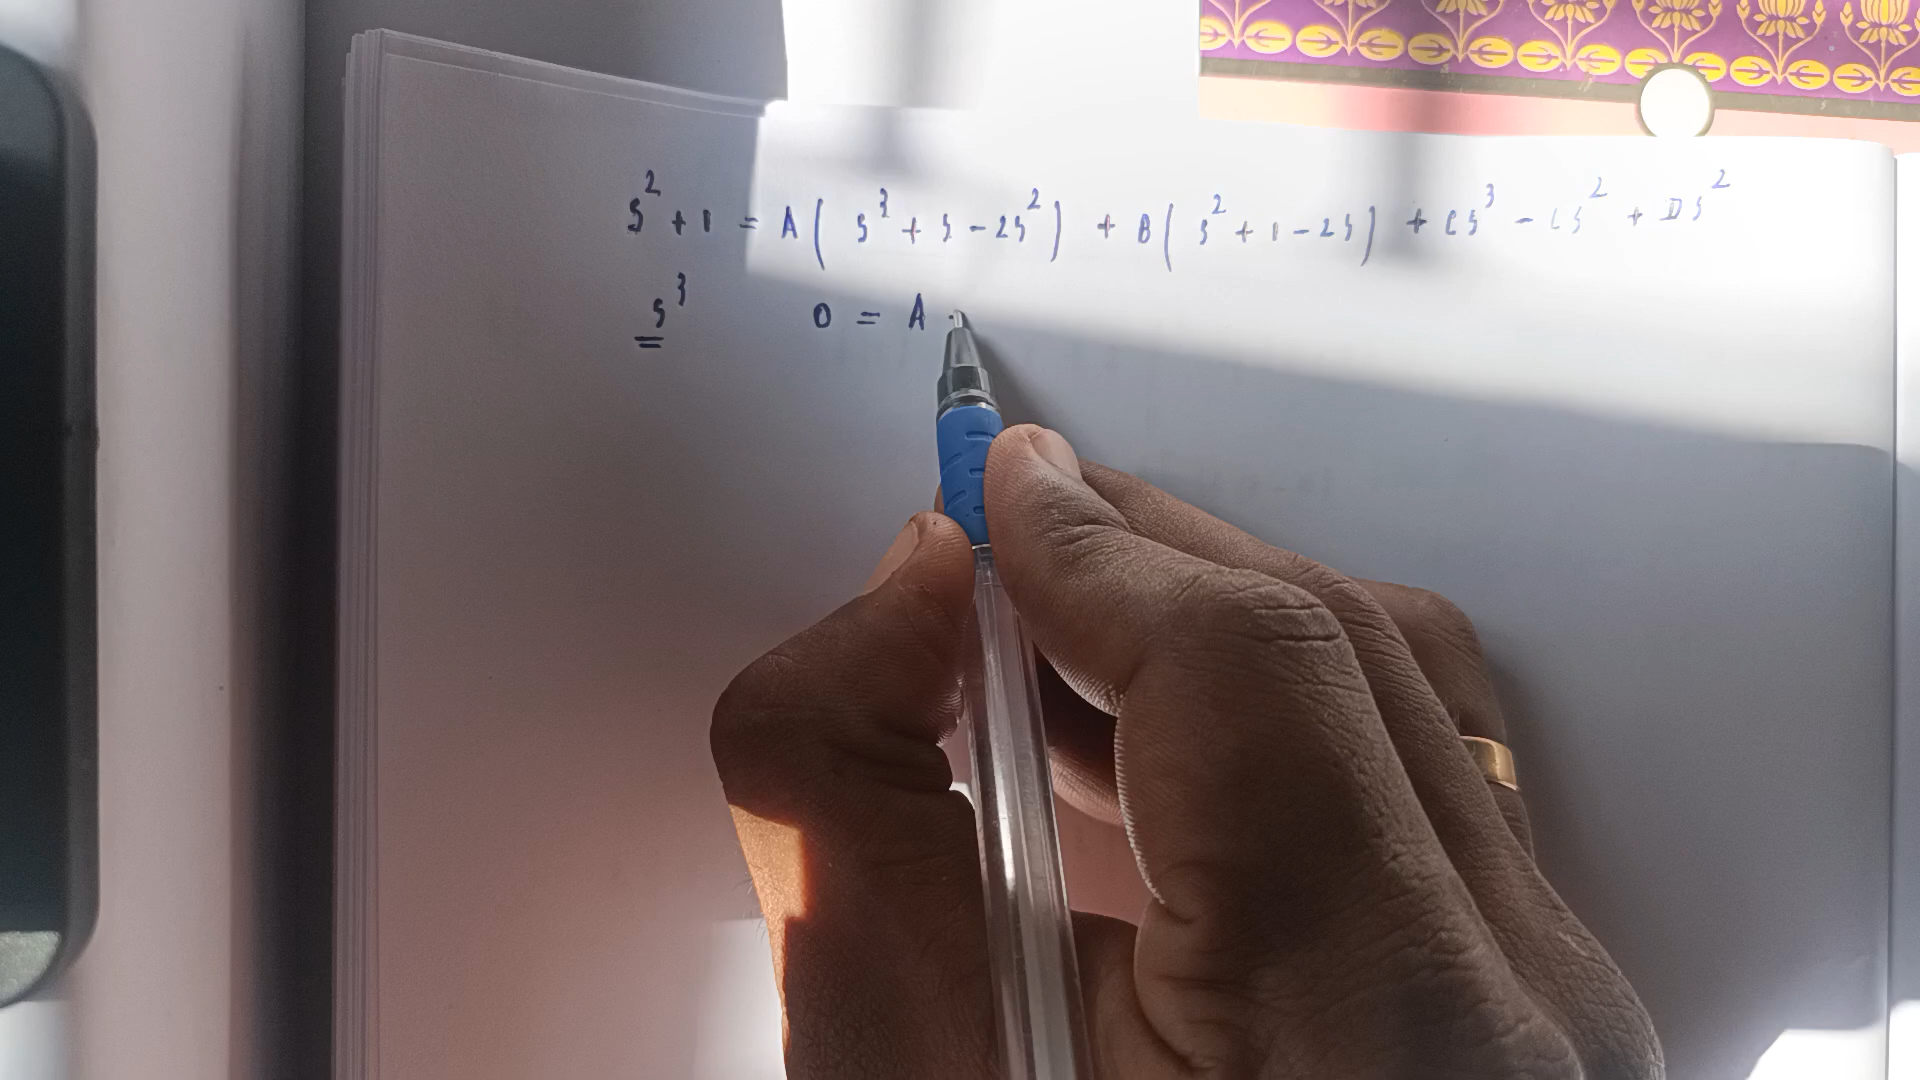 s² + 1 = A( s³ + s - 2s² ) + B( s² + 1 - 2s ) + Cs³ - Cs² + Ds²
s³ 0 = A